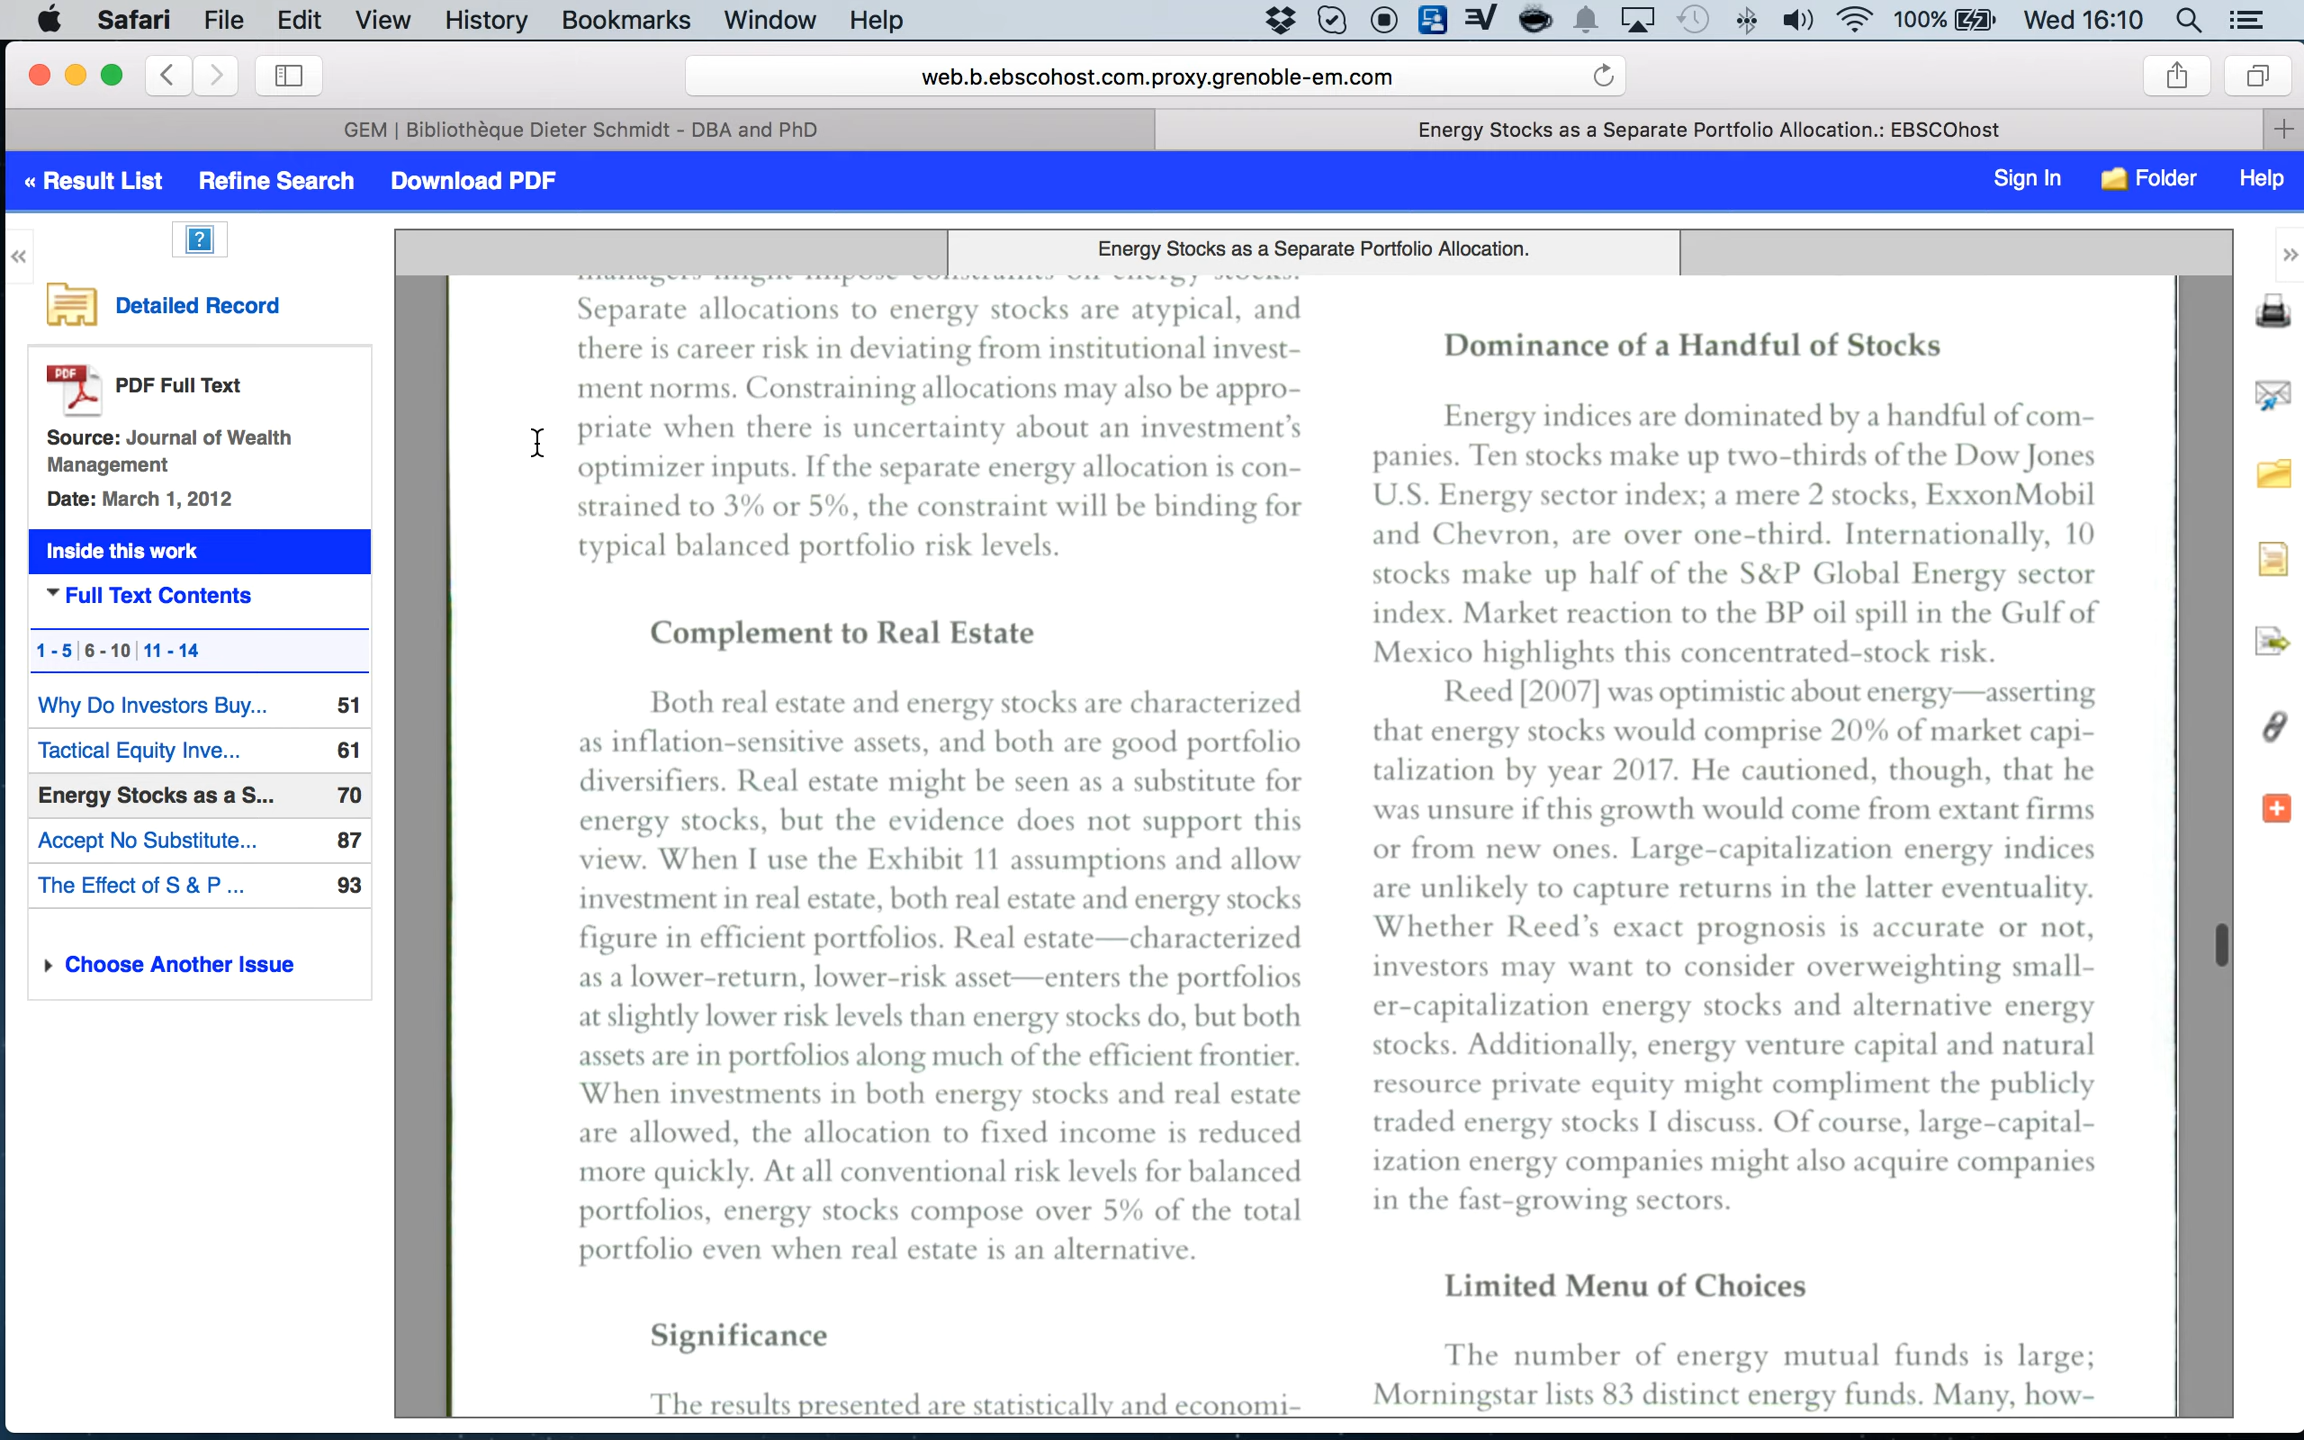 Safari File Edit View History Bookmarks Window Help 100% Wed 16:10
web.b.ebscohost.com.proxy.grenoble-em.com
GEM | Bibliothèque Dieter Schmidt - DBA and PhD
Energy Stocks as a Separate Portfolio Allocation.: EBSCOhost
« Result List Refine Search Download PDF
Sign In Folder Help
Detailed Record
PDF
PDF Full Text
Source: Journal of Wealth
Management
Date: March 1, 2012
Inside this work
Full Text Contents
1 - 5 | 6 - 10 | 11 - 14
Why Do Investors Buy... 51
Tactical Equity Inve... 61
Energy Stocks as a S... 70
Accept No Substitute... 87
The Effect of S & P ... 93
Choose Another Issue
Energy Stocks as a Separate Portfolio Allocation.
managers might impose constraints on energy stocks.
Separate allocations to energy stocks are atypical, and
there is career risk in deviating from institutional invest-
ment norms. Constraining allocations may also be appro-
priate when there is uncertainty about an investment’s
optimizer inputs. If the separate energy allocation is con-
strained to 3% or 5%, the constraint will be binding for
typical balanced portfolio risk levels.
Complement to Real Estate
Both real estate and energy stocks are characterized
as inflation-sensitive assets, and both are good portfolio
diversifiers. Real estate might be seen as a substitute for
energy stocks, but the evidence does not support this
view. When I use the Exhibit 11 assumptions and allow
investment in real estate, both real estate and energy stocks
figure in efficient portfolios. Real estate—characterized
as a lower-return, lower-risk asset—enters the portfolios
at slightly lower risk levels than energy stocks do, but both
assets are in portfolios along much of the efficient frontier.
When investments in both energy stocks and real estate
are allowed, the allocation to fixed income is reduced
more quickly. At all conventional risk levels for balanced
portfolios, energy stocks compose over 5% of the total
portfolio even when real estate is an alternative.
Significance
The results presented are statistically and economi-
Dominance of a Handful of Stocks
Energy indices are dominated by a handful of com-
panies. Ten stocks make up two-thirds of the Dow Jones
U.S. Energy sector index; a mere 2 stocks, ExxonMobil
and Chevron, are over one-third. Internationally, 10
stocks make up half of the S&P Global Energy sector
index. Market reaction to the BP oil spill in the Gulf of
Mexico highlights this concentrated-stock risk.
Reed [2007] was optimistic about energy—asserting
that energy stocks would comprise 20% of market capi-
talization by year 2017. He cautioned, though, that he
was unsure if this growth would come from extant firms
or from new ones. Large-capitalization energy indices
are unlikely to capture returns in the latter eventuality.
Whether Reed’s exact prognosis is accurate or not,
investors may want to consider overweighting small-
er-capitalization energy stocks and alternative energy
stocks. Additionally, energy venture capital and natural
resource private equity might compliment the publicly
traded energy stocks I discuss. Of course, large-capital-
ization energy companies might also acquire companies
in the fast-growing sectors.
Limited Menu of Choices
The number of energy mutual funds is large;
Morningstar lists 83 distinct energy funds. Many, how-